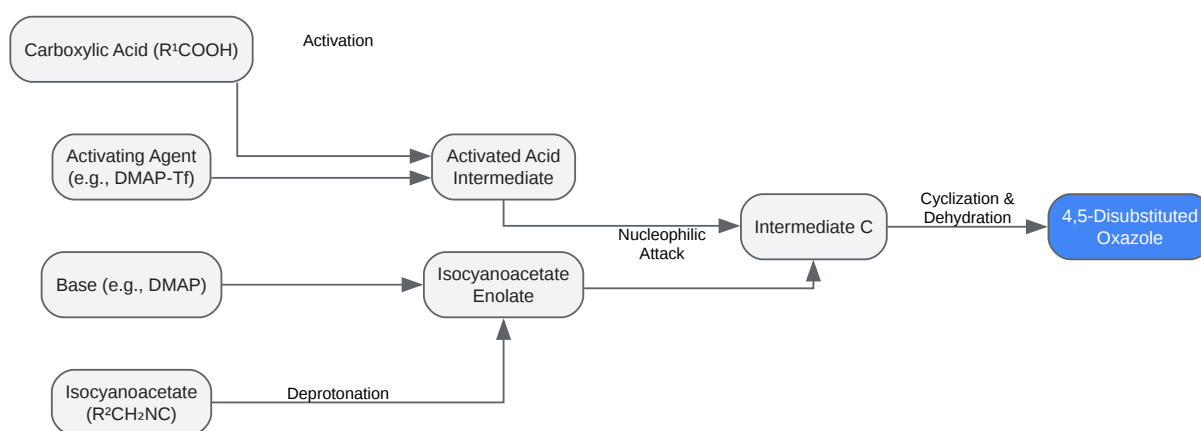 Carboxylic Acid (R¹COOH)
Activation
Activating Agent
(e.g., DMAP-Tf)
Activated Acid
Intermediate
Nucleophilic
Attack
Intermediate C
Cyclization &
Dehydration
4,5-Disubstituted
Oxazole
Base (e.g., DMAP)
Isocyanoacetate
Enolate
Isocyanoacetate
(R²CH₂NC)
Deprotonation